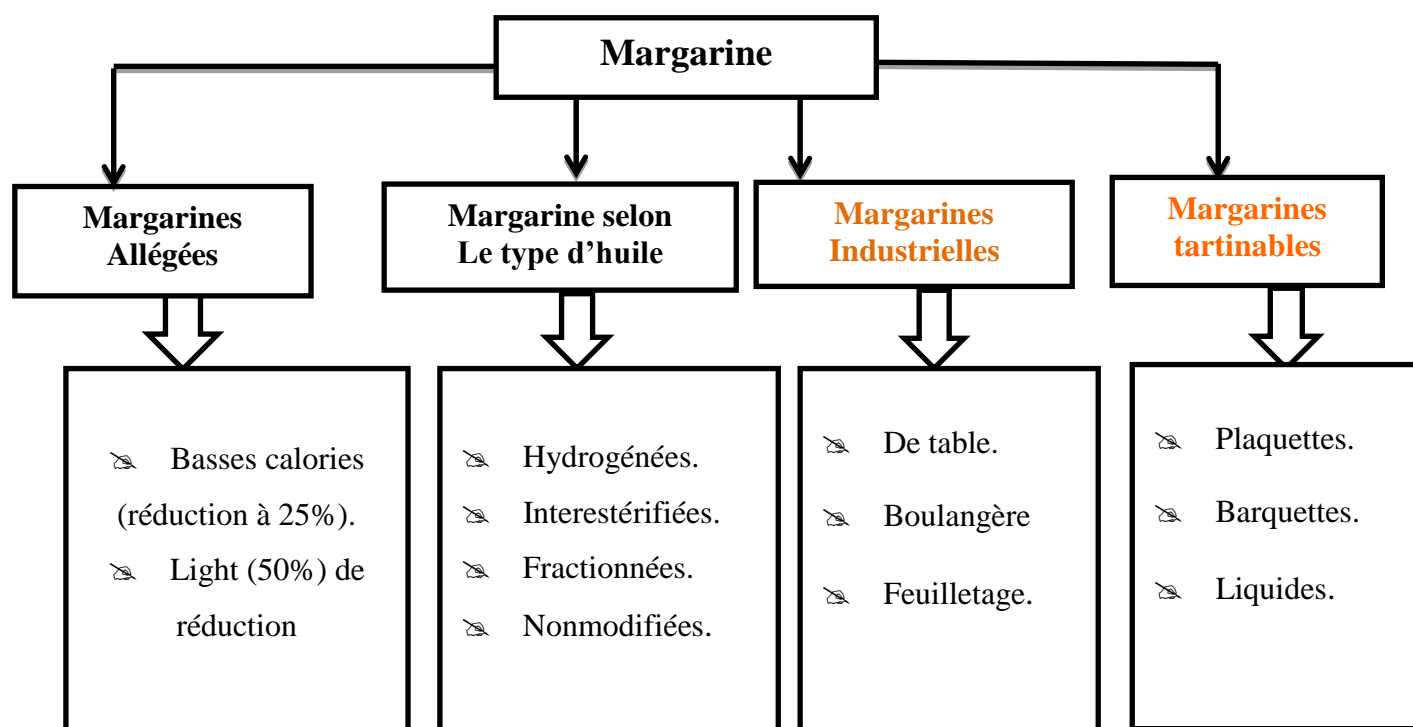 Margarine
Margarines
Allégées
Margarine selon
Le type d’huile
Margarines
Industrielles
Margarines
tartinables
Basses calories
(réduction à 25%).
Light (50%) de
réduction
Hydrogénées.
Interestérifiées.
Fractionnées.
Nonmodifiées.
De table.
Boulangère
Feuilletage.
Plaquettes.
Barquettes.
Liquides.